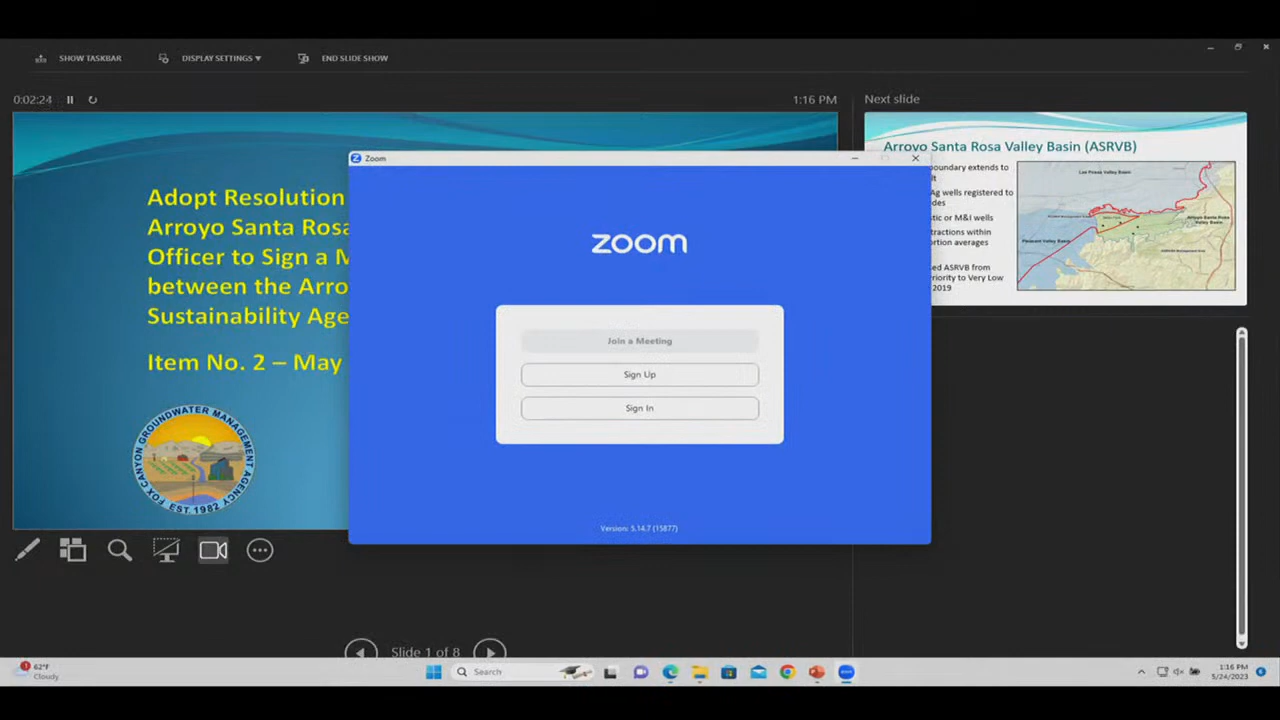 SHOW TASKBAR
DISPLAY SETTINGS
END SLIDE SHOW
0:02:24
1:16 PM
Next slide
Adopt Resolution
Arroyo Santa Rosa
Officer to Sign a M
between the Arro
Sustainability Age
Item No. 2 – May
FOX CANYON GROUNDWATER MANAGEMENT AGENCY
EST 1982
Zoom
zoom
Join a Meeting
Sign Up
Sign In
Version: 5.14.7 (15877)
Arroyo Santa Rosa Valley Basin (ASRVB)
boundary extends to
lt
Ag wells registered to
des
tic or M&I wells
tractions within
ortion averages
ed ASRVB from
riority to Very Low
2019
Las Posas Valley Basin
Pleasant Valley Basin
Arroyo Santa Rosa
Valley Basin
Slide 1 of 8
1
62°F
Cloudy
Search
1:16 PM
5/24/2023